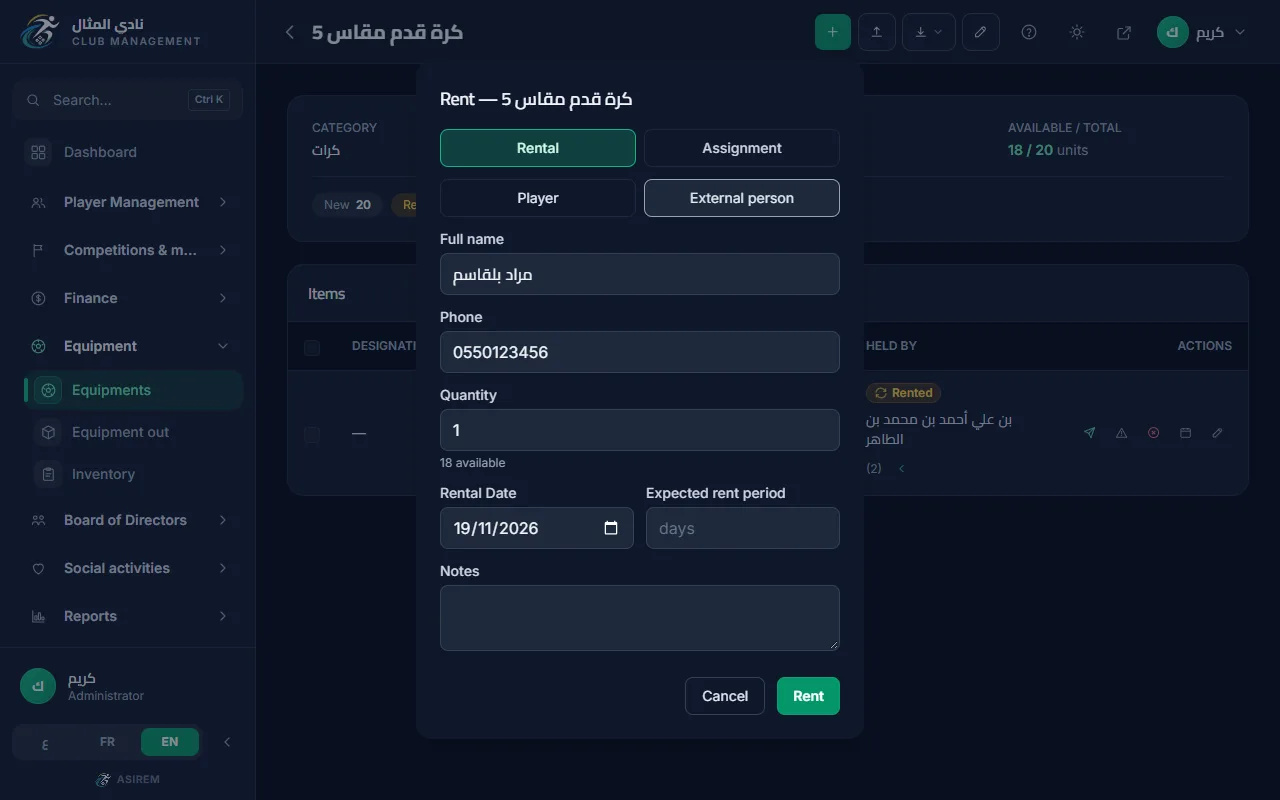 نادي المثال
CLUB MANAGEMENT
Search...
Ctrl K
Dashboard
Player Management
Competitions & m...
Finance
Equipment
Equipments
Equipment out
Inventory
Board of Directors
Social activities
Reports
ك
كريم
Administrator
ع
FR
EN
ASIREM
كرة قدم مقاس 5
ك
كريم
CATEGORY
كرات
AVAILABLE / TOTAL
18 / 20 units
New 20
Re
Items
DESIGNATI
HELD BY
ACTIONS
—
Rented
بن علي أحمد بن محمد بن
الطاهر
(2)
Rent — كرة قدم مقاس 5
Rental
Assignment
Player
External person
Full name
مراد بلقاسم
Phone
0550123456
Quantity
1
18 available
Rental Date
Expected rent period
19/11/2026
days
Notes
Cancel
Rent